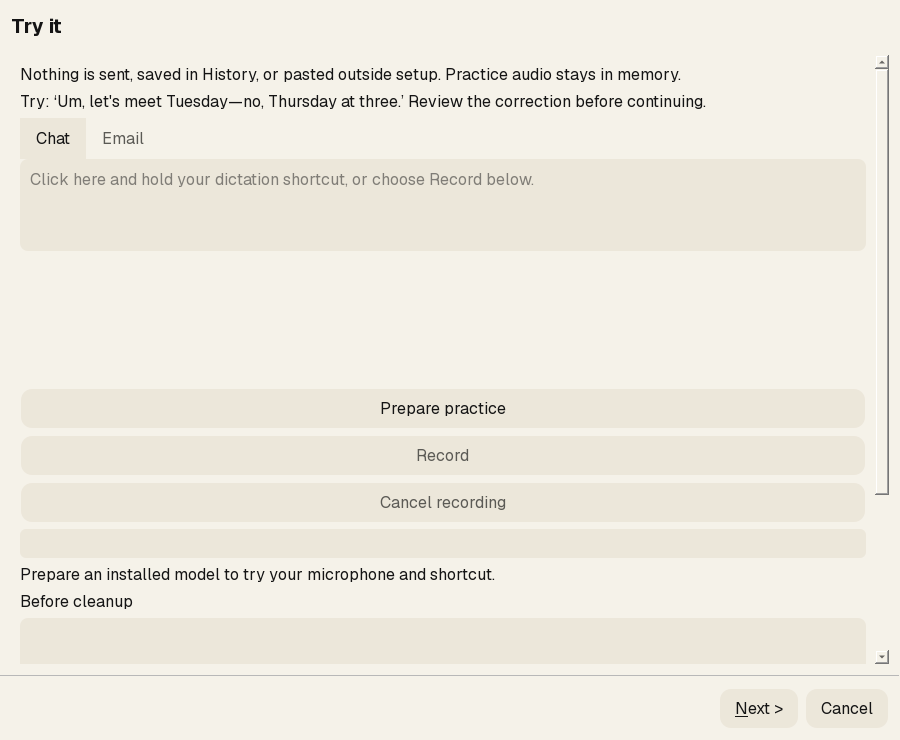 Try it
Nothing is sent, saved in History, or pasted outside setup. Practice audio stays in memory.
Try: ‘Um, let's meet Tuesday—no, Thursday at three.’ Review the correction before continuing.
Chat
Email
Click here and hold your dictation shortcut, or choose Record below.
Prepare practice
Record
Cancel recording
Prepare an installed model to try your microphone and shortcut.
Before cleanup
Next >
Cancel